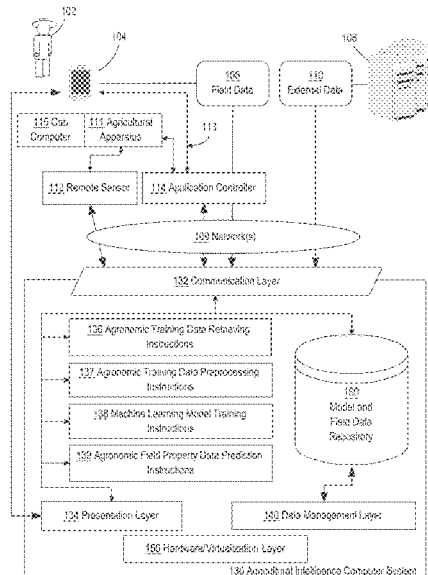 102
104
108
106 Field Data
110 External Data
115 Cab Computer
111 Agricultural Apparatus
113
112 Remote Sensor
114 Application Controller
109 Network(s)
132 Communication Layer
136 Agronomic Training Data Retrieving Instructions
137 Agronomic Training Data Preprocessing Instructions
138 Machine Learning Model Training Instructions
139 Agronomic Field Property Data Prediction Instructions
160 Model and Field Data Repository
134 Presentation Layer
140 Data Management Layer
150 Hardware/Virtualization Layer
130 Agricultural Intelligence Computer System